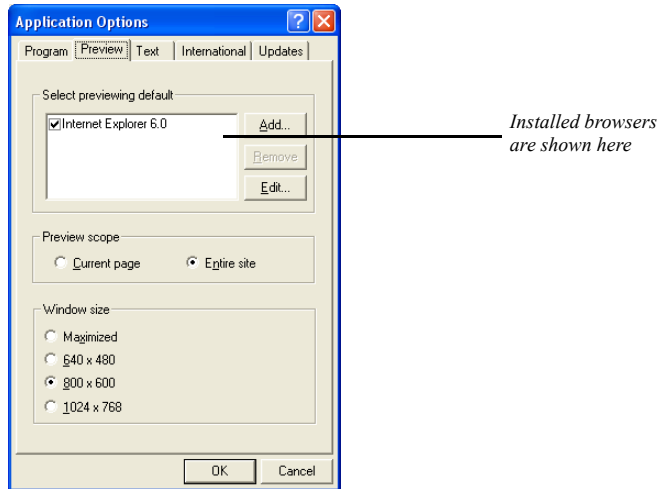 Application Options
Program Preview Text International Updates
Select previewing default
Internet Explorer 6.0
Add...
Remove
Edit...
Installed browsers
are shown here
Preview scope
Current page Entire site
Window size
Maximized
640 x 480
800 x 600
1024 x 768
OK Cancel